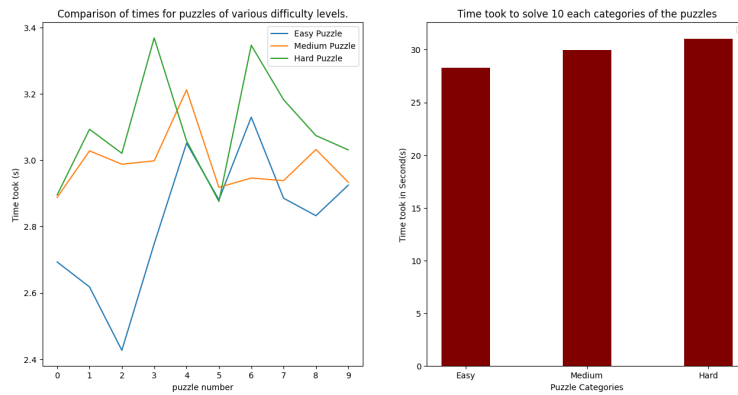 Comparison of times for puzzles of various difficulty levels.
Easy Puzzle
Medium Puzzle
Hard Puzzle
3.4
3.2
3.0
2.8
2.6
2.4
Time took (s)
0 1 2 3 4 5 6 7 8 9
puzzle number
Time took to solve 10 each categories of the puzzles
30
25
20
15
10
5
0
Time took in Second(s)
Easy Medium Hard
Puzzle Categories